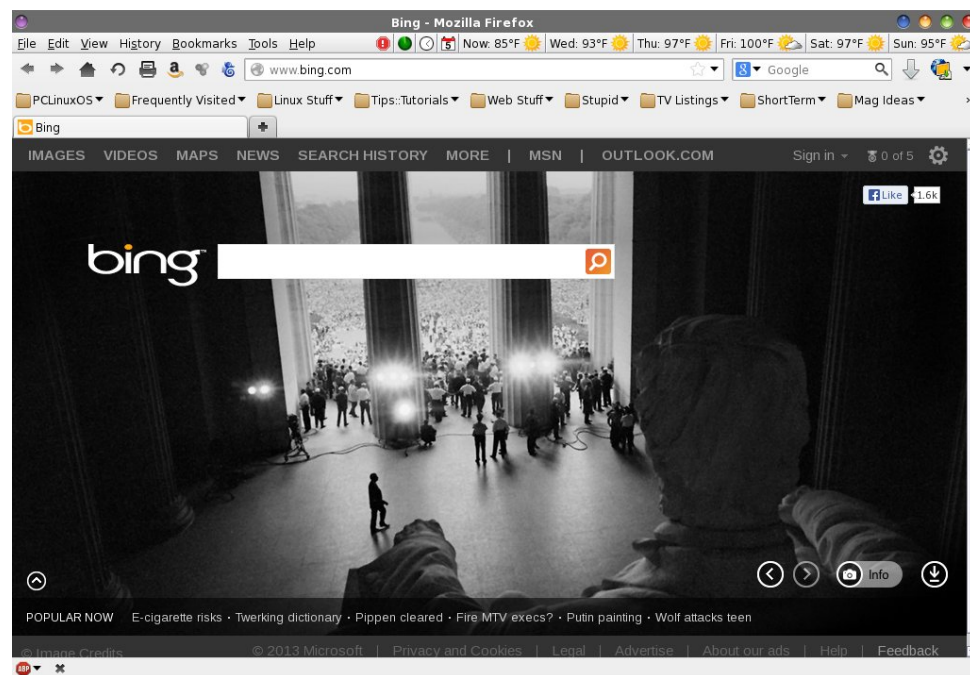 Bing - Mozilla Firefox
File Edit View History Bookmarks Tools Help 5 Now: 85°F Wed: 93°F Thu: 97°F Fri: 100°F Sat: 97°F Sun: 95°F
www.bing.com Google
PCLinuxOS Frequently Visited Linux Stuff Tips::Tutorials Web Stuff Stupid TV Listings ShortTerm Mag Ideas
Bing
IMAGES VIDEOS MAPS NEWS SEARCH HISTORY MORE | MSN | OUTLOOK.COM Sign in 0 of 5
Like 1.6k
bing™
Info
POPULAR NOW E-cigarette risks · Twerking dictionary · Pippen cleared · Fire MTV execs? · Putin painting · Wolf attacks teen
© Image Credits © 2013 Microsoft | Privacy and Cookies | Legal | Advertise | About our ads | Help | Feedback
ABP